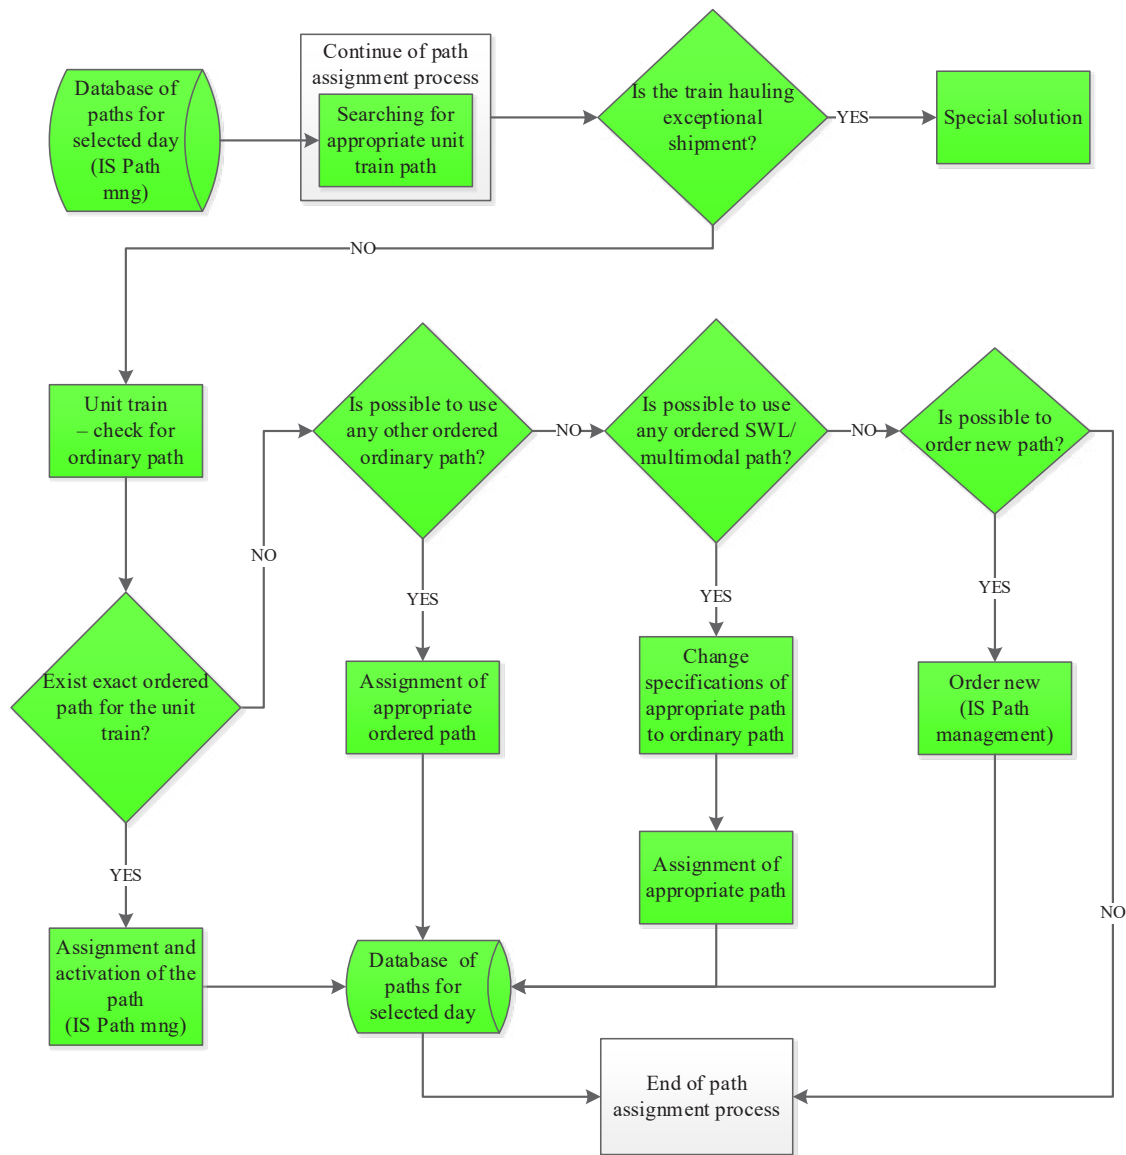 Database of
paths for
selected day
(IS Path
mng)
Continue of path
assignment process
Searching for
appropriate unit
train path
Is the train hauling
exceptional
shipment?
YES
Special solution
NO
Unit train
– check for
ordinary path
Is possible to use
any other ordered
ordinary path?
NO
Is possible to use
any ordered SWL/
multimodal path?
NO
Is possible to
order new path?
NO
YES
YES
YES
Exist exact ordered
path for the unit
train?
Assignment of
appropriate
ordered path
Change
specifications of
appropriate path
to ordinary path
Order new
(IS Path
management)
YES
Assignment of
appropriate path
NO
Assignment and
activation of the
path
(IS Path mng)
Database  of
paths for
selected day
End of path
assignment process